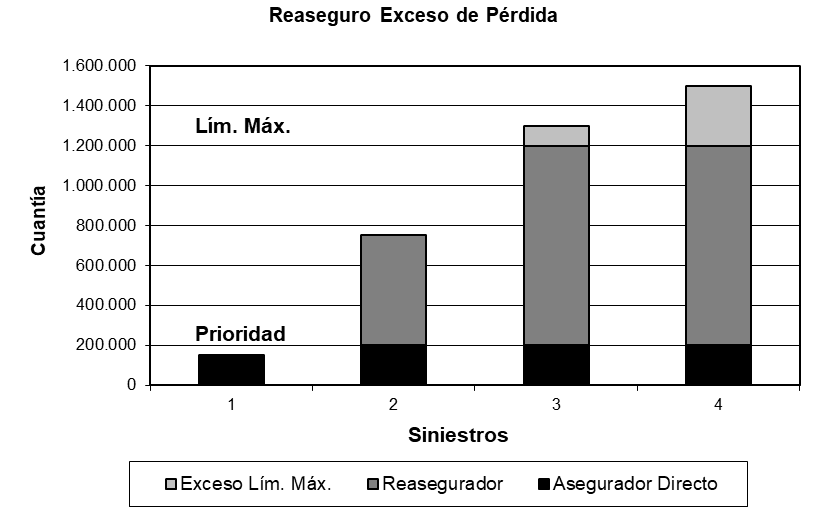 Reaseguro Exceso de Pérdida
1.600.000
1.400.000
Lím. Máx.
1.200.000
1.000.000
Cuantía
800.000
600.000
400.000
Prioridad
200.000
0
1 2 3 4
Siniestros
Exceso Lím. Máx. Reasegurador Asegurador Directo